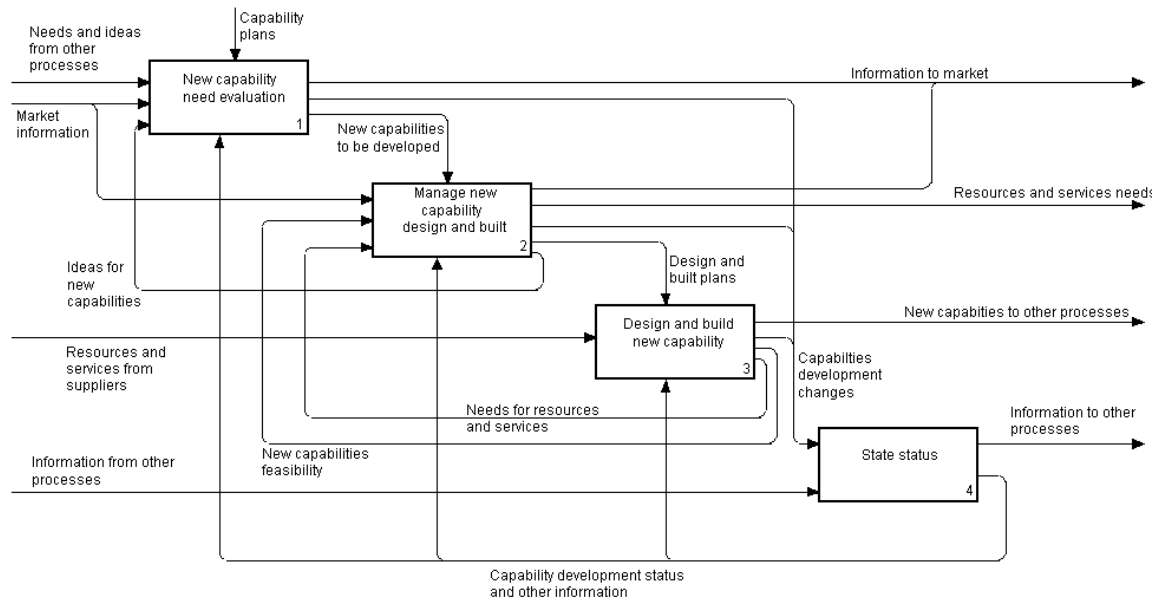 Capability
plans
Needs and ideas
from other
processes
New capability
need evaluation
1
Information to market
Market
information
New capabilities
to be developed
Manage new
capability
design and built
2
Resources and services needs
Ideas for
new
capabilities
Design and
built plans
Design and build
new capability
3
New capabities to other processes
Resources and
services from
suppliers
Capabilties
development
changes
Needs for resources
and services
Information to other
processes
New capabilities
feasibility
State status
4
Information from other
processes
Capability development status
and other information